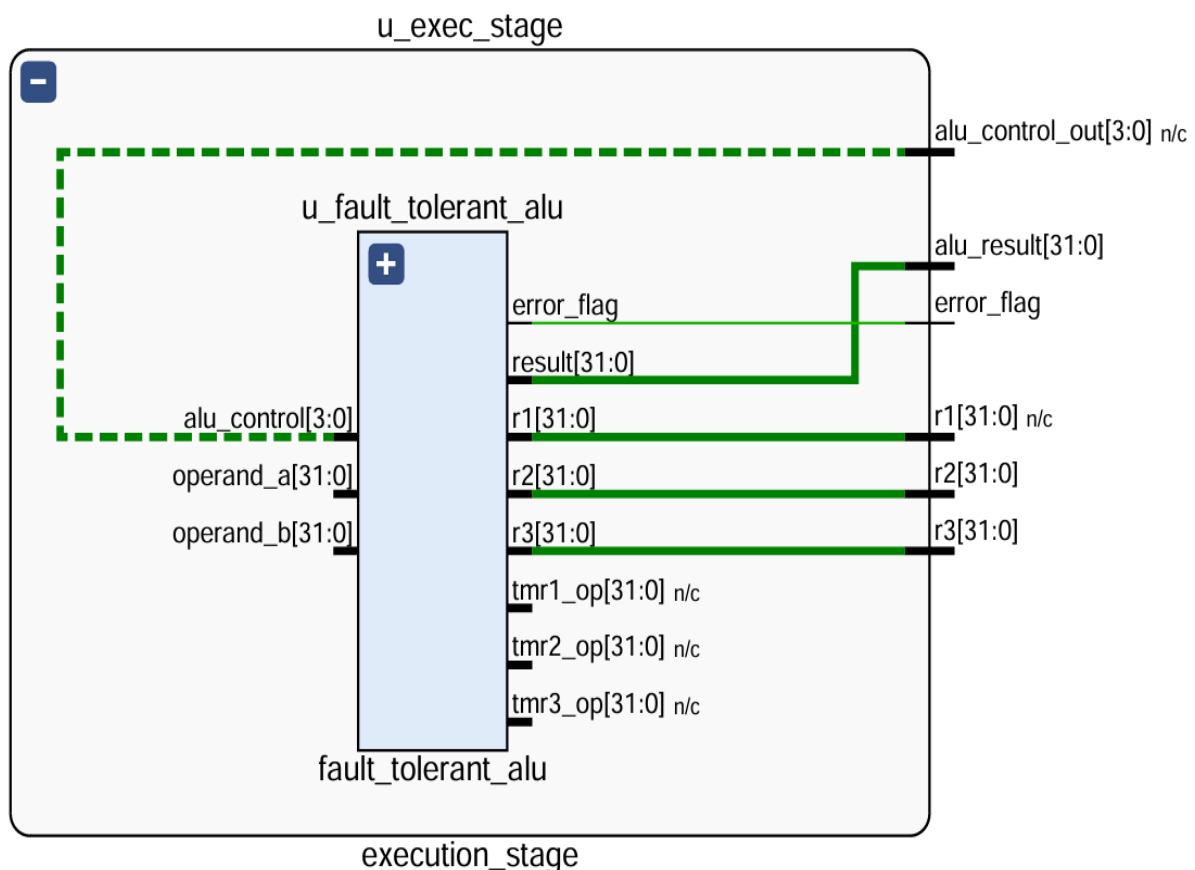 u_exec_stage
alu_control_out[3:0] n/c
u_fault_tolerant_alu
alu_result[31:0]
error_flag
error_flag
result[31:0]
alu_control[3:0]
r1[31:0]
r1[31:0] n/c
operand_a[31:0]
r2[31:0]
r2[31:0]
operand_b[31:0]
r3[31:0]
r3[31:0]
tmr1_op[31:0] n/c
tmr2_op[31:0] n/c
tmr3_op[31:0] n/c
fault_tolerant_alu
execution_stage